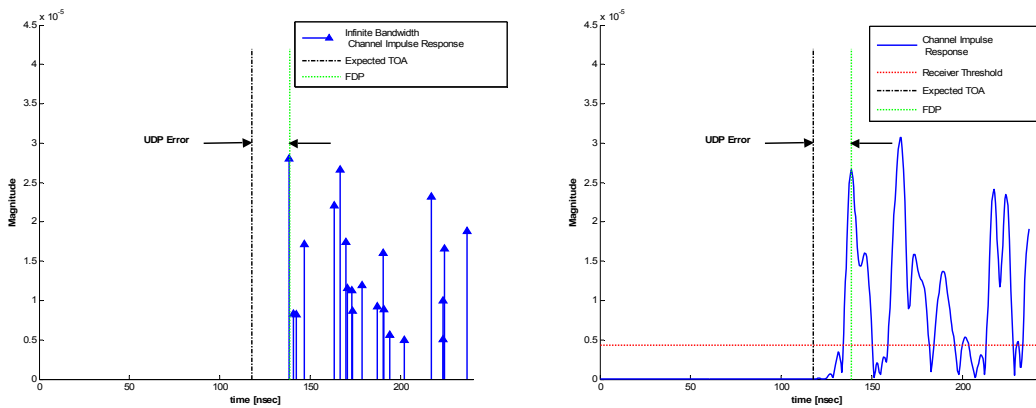 x 10⁻⁵
4.5
4
3.5
3
2.5
2
1.5
1
0.5
0
Magnitude
0
50
100
150
200
time [nsec]
UDP Error
Infinite Bandwidth
Channel Impulse Response
Expected TOA
FDP
x 10⁻⁵
4.5
4
3.5
3
2.5
2
1.5
1
0.5
0
Magnitude
0
50
100
150
200
time [nsec]
UDP Error
Channel Impulse
Response
Receiver Threshold
Expected TOA
FDP